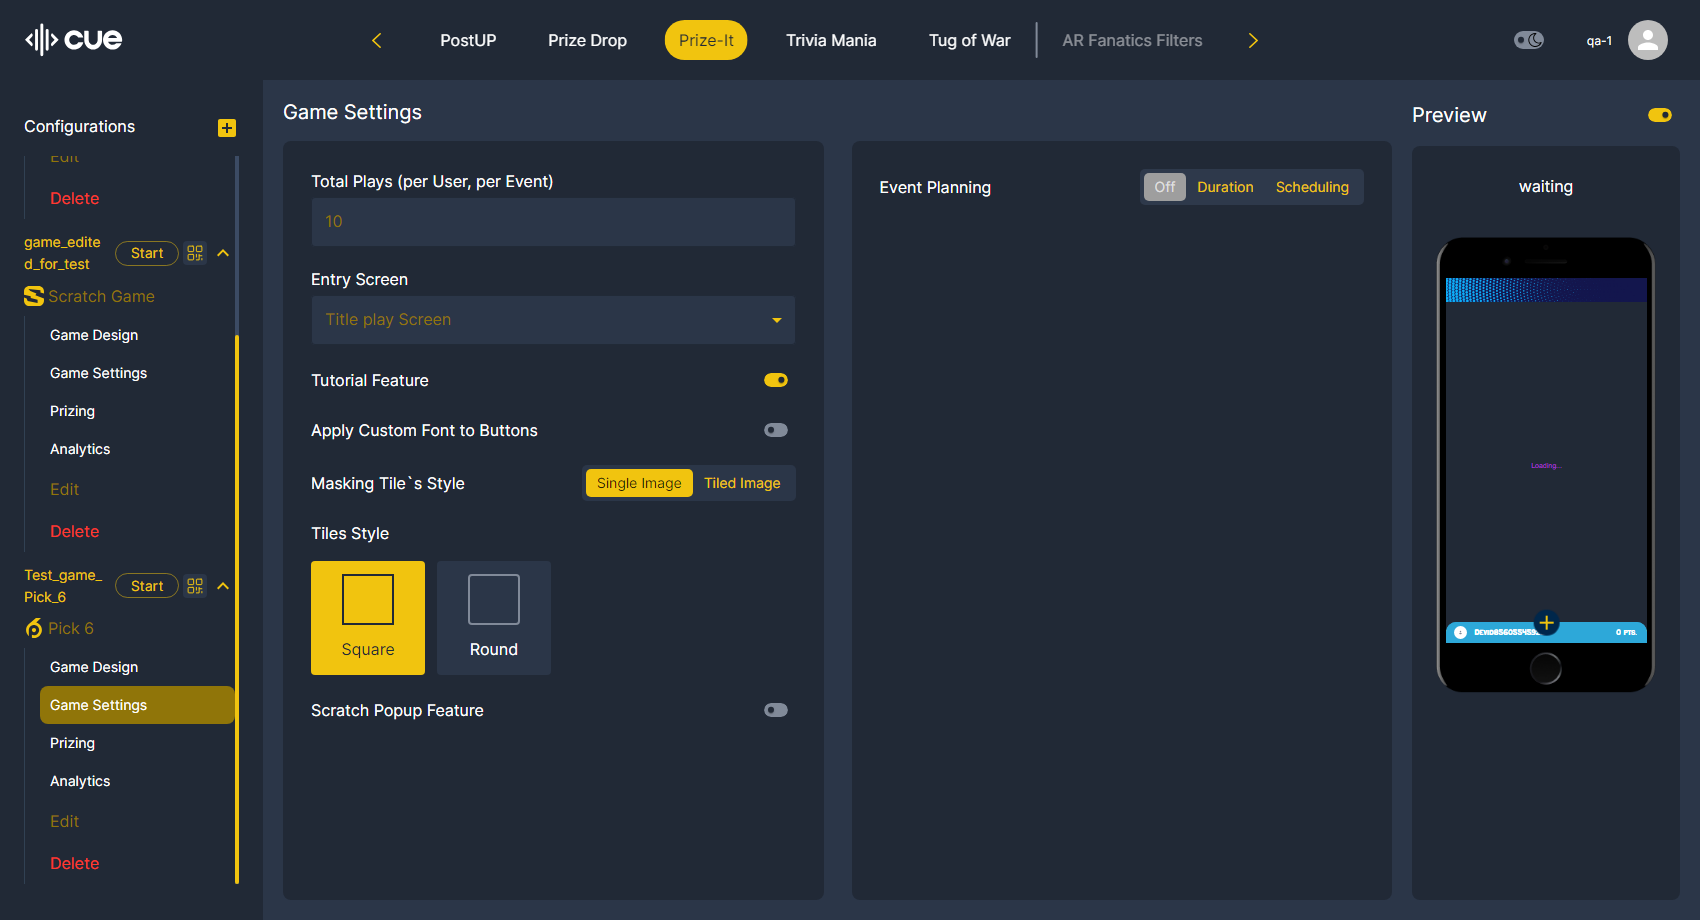 cue
PostUP
Prize Drop
Prize-It
Trivia Mania
Tug of War
AR Fanatics Filters
qa-1
Configurations
Edit
Delete
game_edite
d_for_test
Start
Scratch Game
Game Design
Game Settings
Prizing
Analytics
Edit
Delete
Test_game_
Pick_6
Start
Pick 6
Game Design
Game Settings
Prizing
Analytics
Edit
Delete
Game Settings
Total Plays (per User, per Event)
10
Entry Screen
Title play Screen
Tutorial Feature
Apply Custom Font to Buttons
Masking Tile`s Style
Single Image
Tiled Image
Tiles Style
Square
Round
Scratch Popup Feature
Event Planning
Off
Duration
Scheduling
Preview
waiting
Loading...
0 PTS.